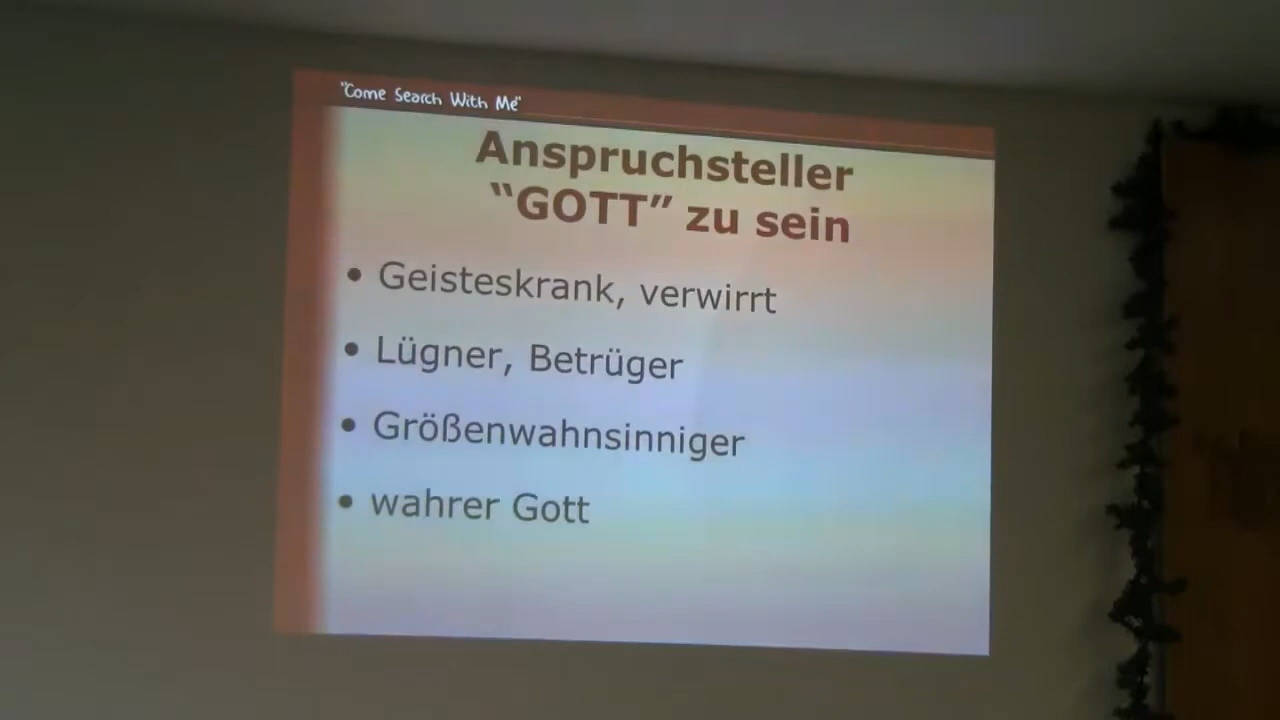 "Come Search With Me"
Anspruchsteller
“GOTT” zu sein
• Geisteskrank, verwirrt
• Lügner, Betrüger
• Größenwahnsinniger
• wahrer Gott